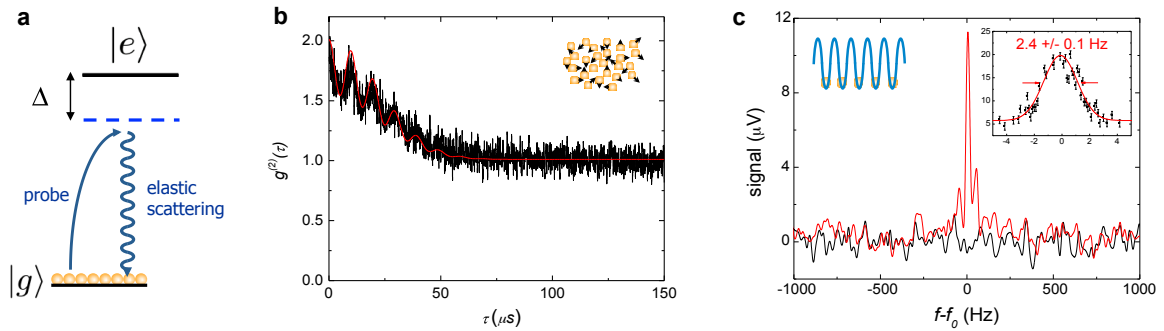 a
|e⟩
Δ
probe
elastic
scattering
|g⟩
b
g(2)(τ)
2.0
1.5
1.0
0.5
0.0
0
50
100
150
τ (μs)
c
signal (μV)
12
8
4
0
-1000
-500
0
500
1000
f-f0 (Hz)
2.4 +/- 0.1 Hz
25
20
15
10
5
-4
-2
0
2
4